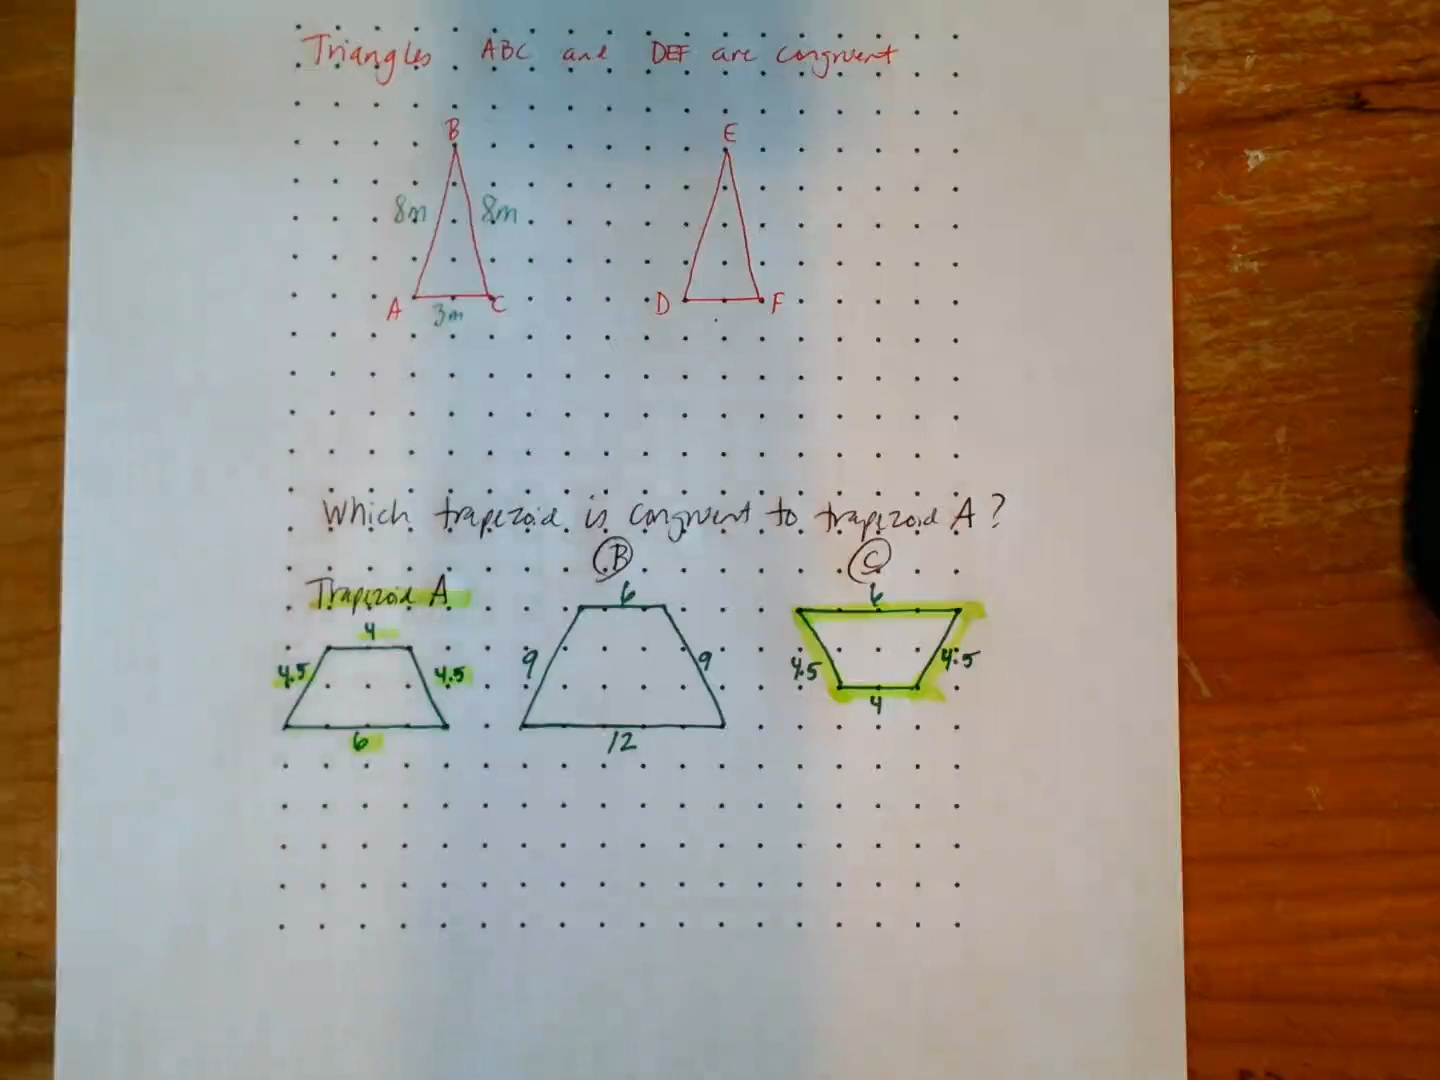 Triangles ABC and DEF are congruent
B E
8m 8m
A 3m C D F
Which trapezoid is congruent to trapezoid A?
B C
Trapezoid A 6 6
4
4.5 4.5 9 9 4.5 4.5
4
6 12